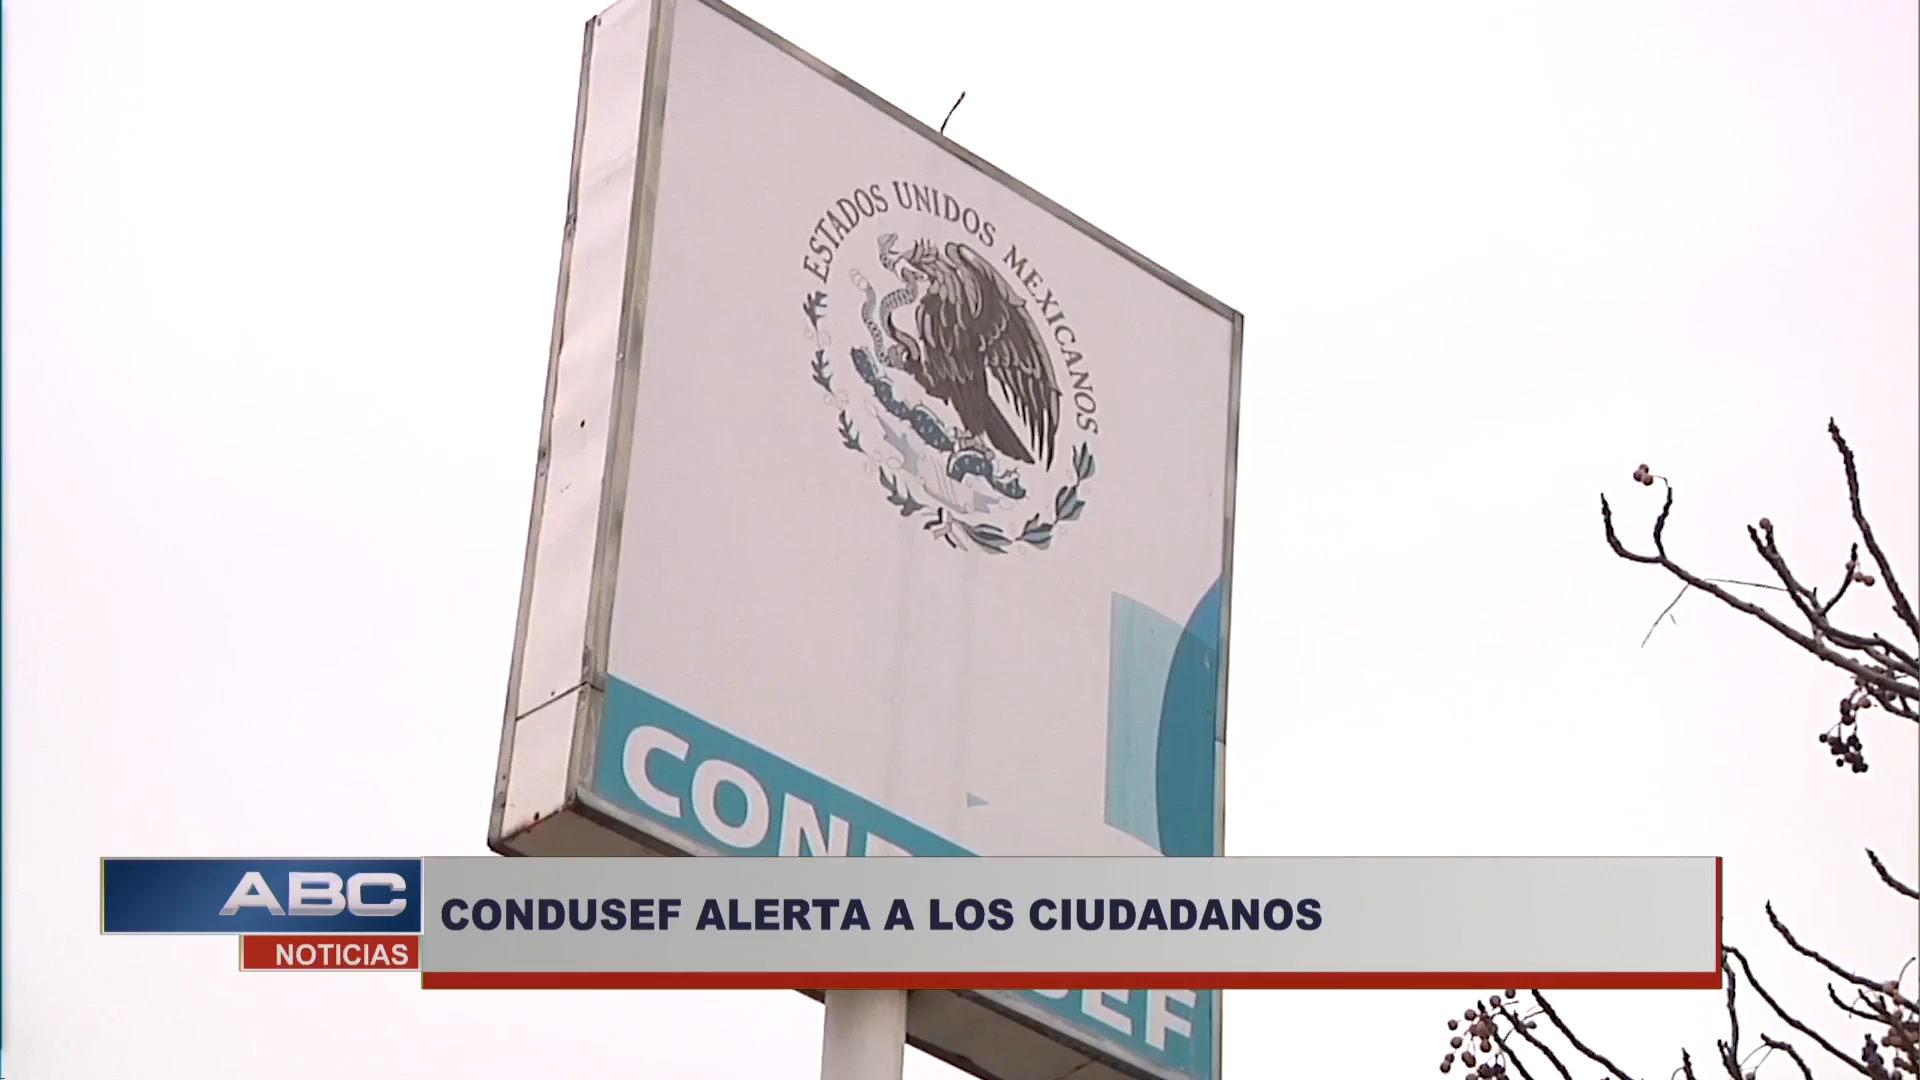 ESTADOS UNIDOS MEXICANOS
ABC
NOTICIAS
CONDUSEF ALERTA A LOS CIUDADANOS